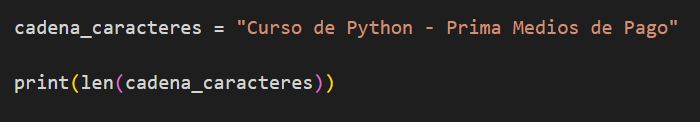 cadena_caracteres = "Curso de Python - Prima Medios de Pago"
print(len(cadena_caracteres))